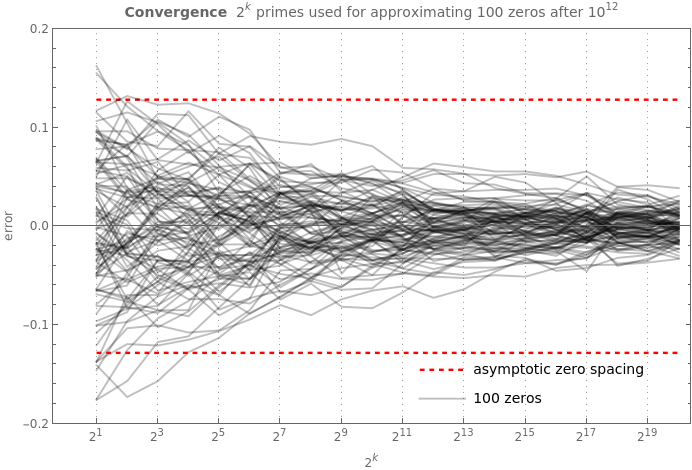 Convergence 2^k primes used for approximating 100 zeros after 10^12
0.2
0.1
0.0
−0.1
−0.2
error
asymptotic zero spacing
100 zeros
2^1 2^3 2^5 2^7 2^9 2^11 2^13 2^15 2^17 2^19
2^k